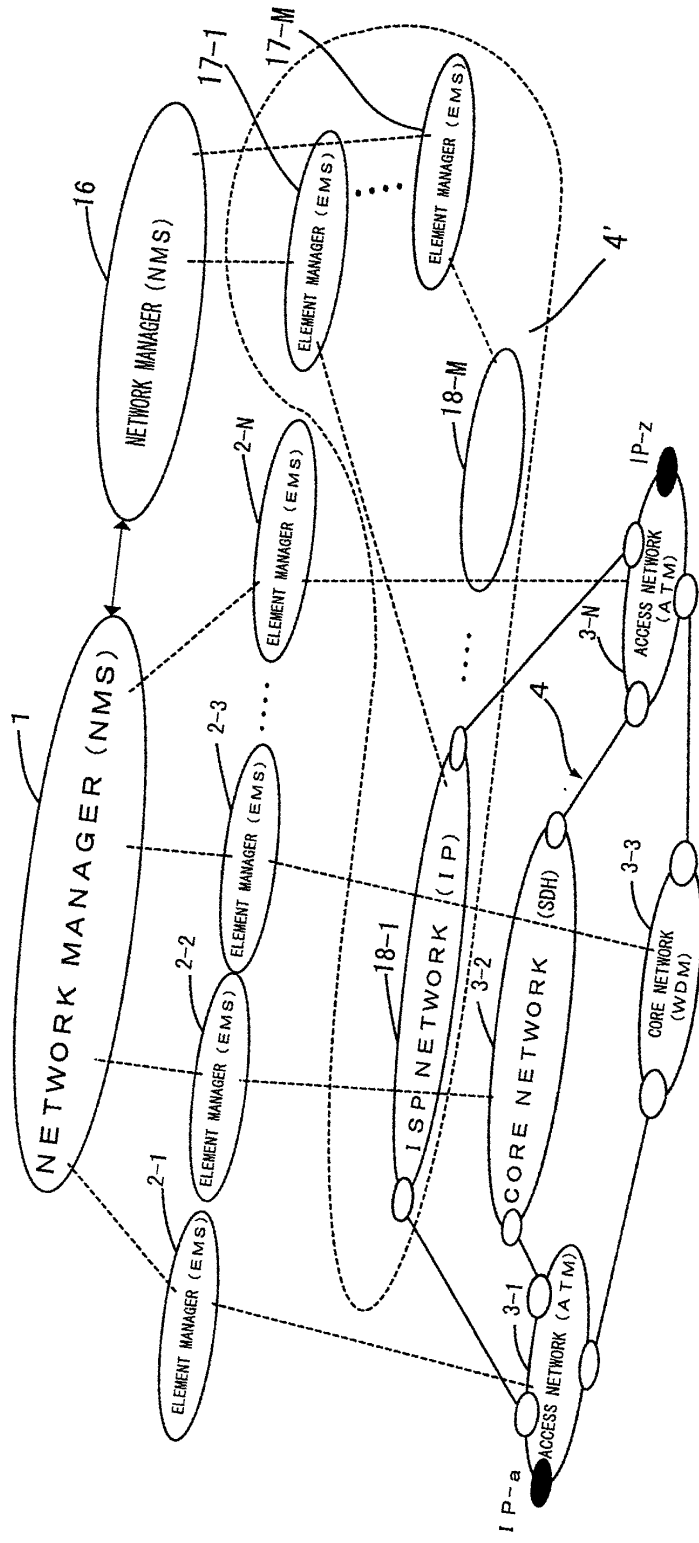 1
NETWORK MANAGER (NMS)
16
NETWORK MANAGER (NMS)
2-1
ELEMENT MANAGER (EMS)
2-2
ELEMENT MANAGER (EMS)
2-3
ELEMENT MANAGER (EMS)
2-N
ELEMENT MANAGER (EMS)
17-1
ELEMENT MANAGER (EMS)
17-M
ELEMENT MANAGER (EMS)
18-1
ISP NETWORK (IP)
18-M
4'
3-2
CORE NETWORK (SDH)
4
IP-a
3-1
ACCESS NETWORK (ATM)
3-3
CORE NETWORK
(WDM)
3-N
ACCESS NETWORK
(ATM)
IP-z